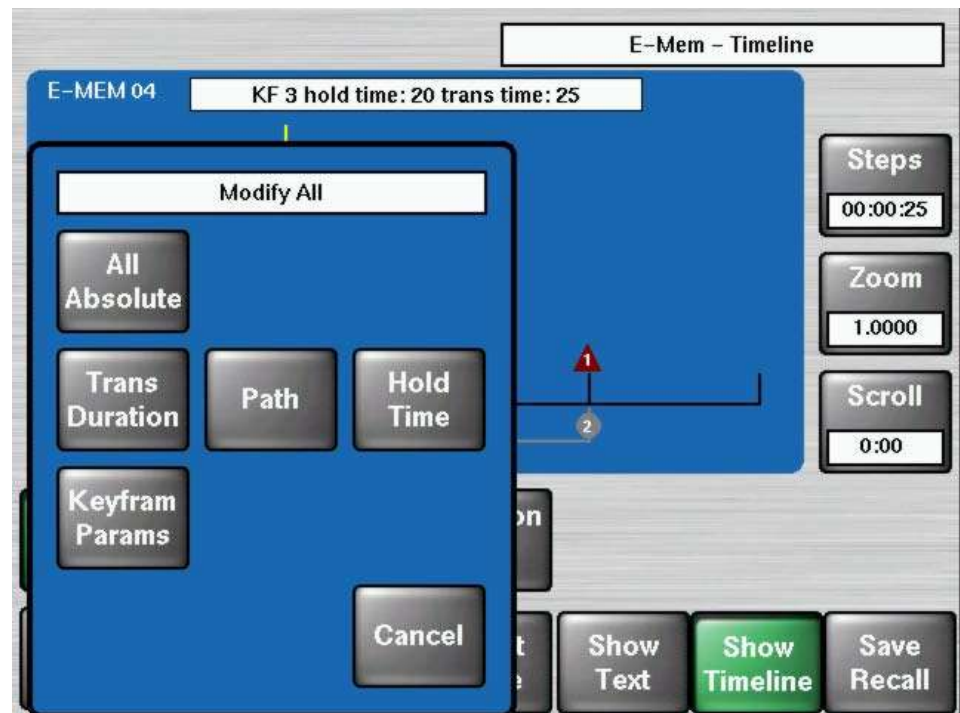 E-Mem - Timeline
E-MEM 04
KF 3 hold time: 20 trans time: 25
Modify All
All
Absolute
Trans
Duration
Path
Hold
Time
Keyfram
Params
Cancel
1
2
Steps
00:00:25
Zoom
1.0000
Scroll
0:00
Show
Text
Show
Timeline
Save
Recall